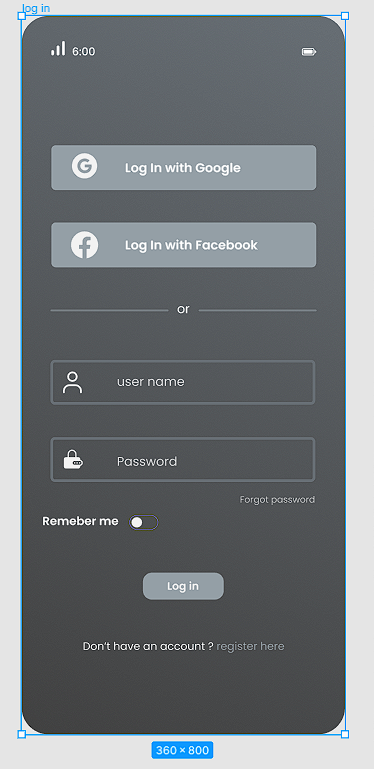 log in
6:00
Log In with Google
Log In with Facebook
or
user name
Password
Forgot password
Remeber me
Log in
Don't have an account ? register here
360 × 800